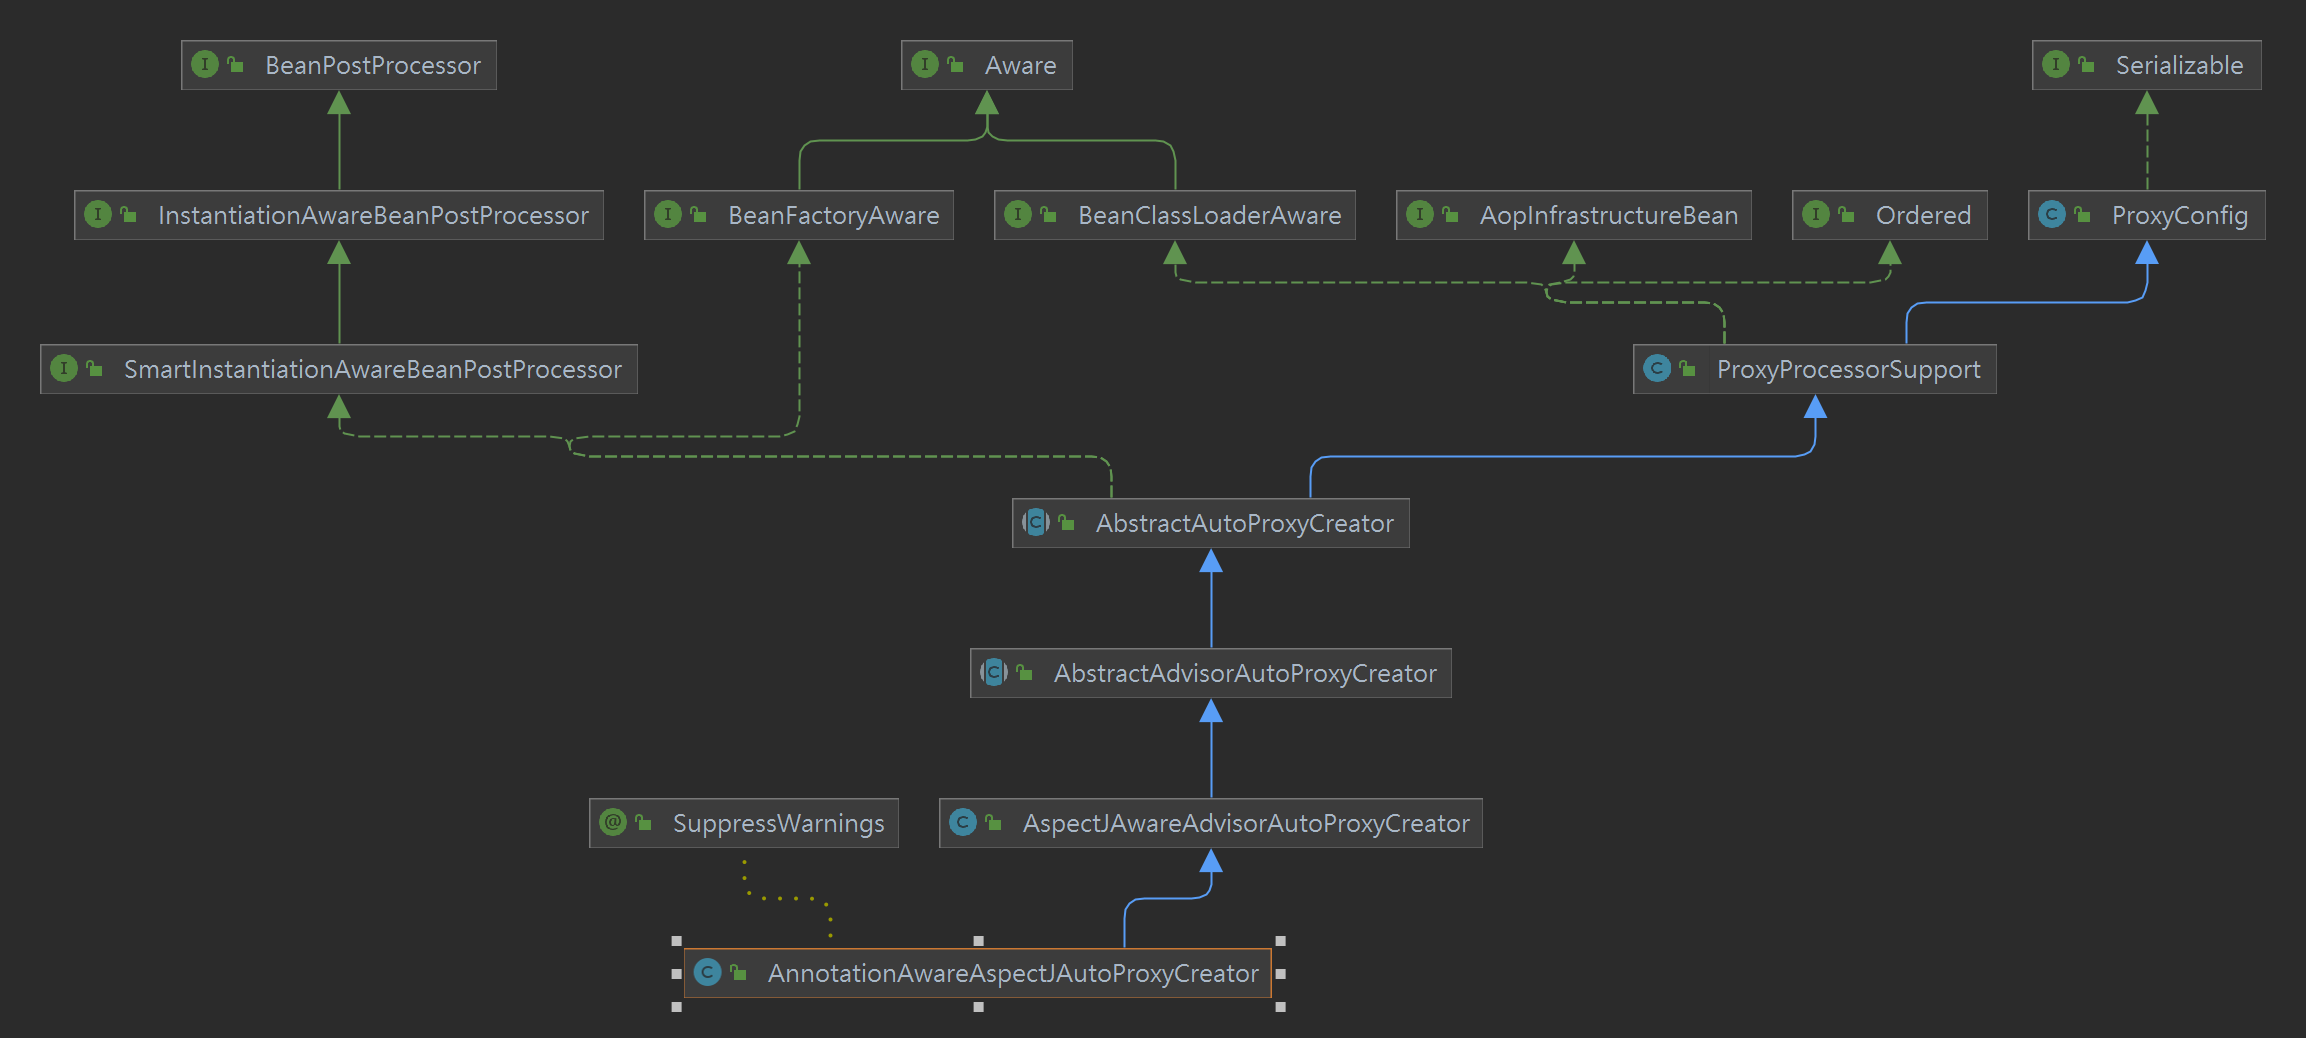 I BeanPostProcessor
I Aware
I Serializable
I InstantiationAwareBeanPostProcessor
I BeanFactoryAware
I BeanClassLoaderAware
I AopInfrastructureBean
I Ordered
C ProxyConfig
I SmartInstantiationAwareBeanPostProcessor
C ProxyProcessorSupport
C AbstractAutoProxyCreator
C AbstractAdvisorAutoProxyCreator
@ SuppressWarnings
C AspectJAwareAdvisorAutoProxyCreator
C AnnotationAwareAspectJAutoProxyCreator